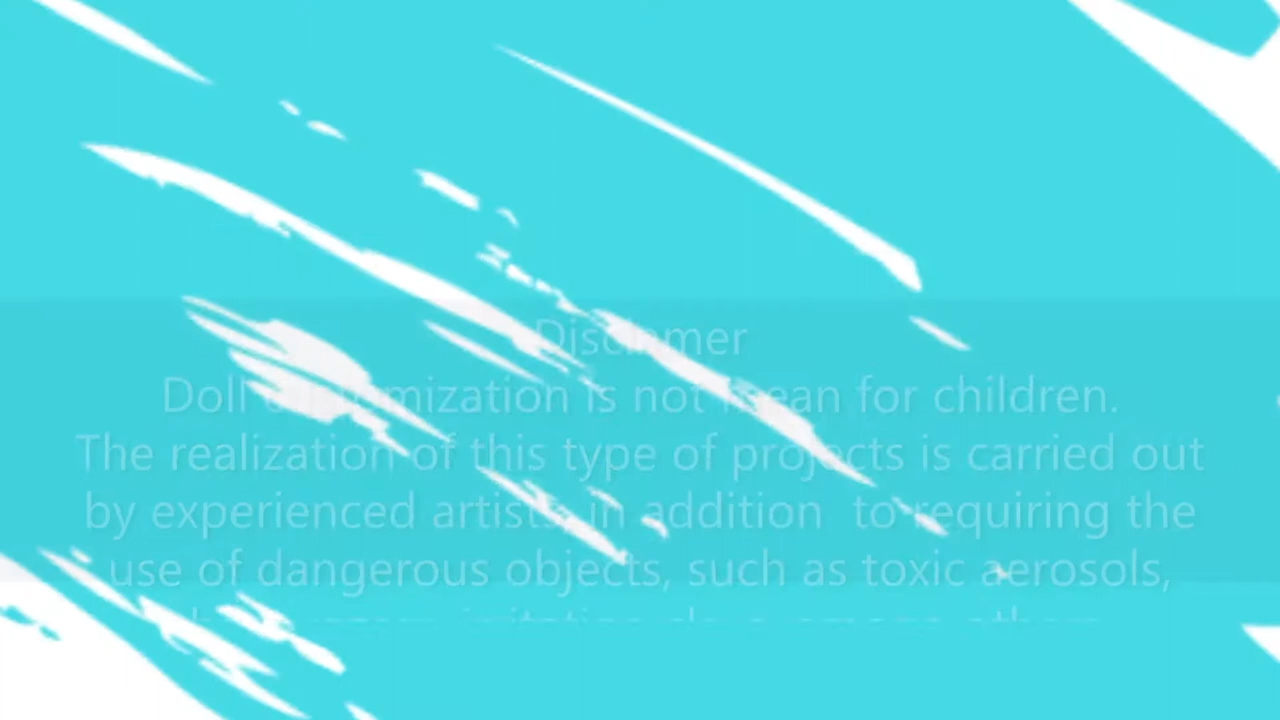 Disclaimer
Doll customization is not mean for children.
The realization of this type of projects is carried out
by experienced artists, in addition to requiring the
use of dangerous objects, such as toxic aerosols,